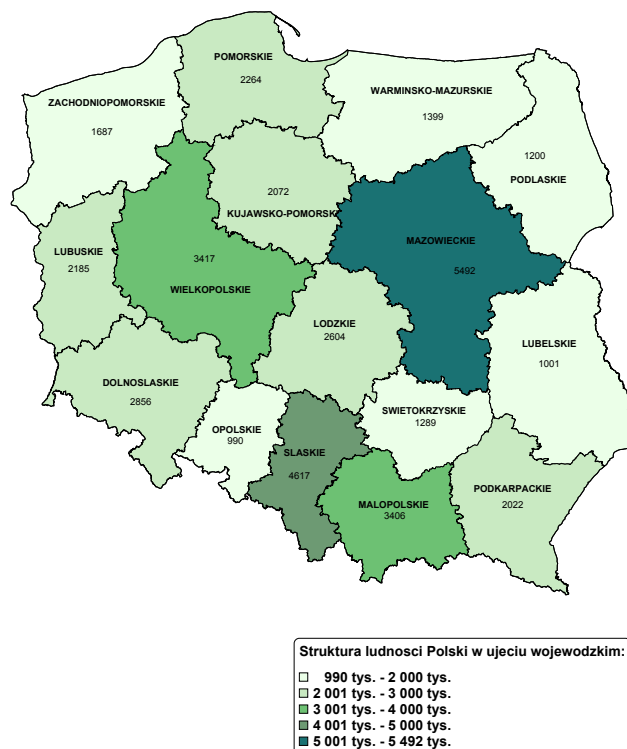 POMORSKIE
2264
WARMINSKO-MAZURSKIE
1399
ZACHODNIOPOMORSKIE
1687
1200
PODLASKIE
2072
KUJAWSKO-POMORSK
MAZOWIECKIE
5492
LUBUSKIE
2185
3417
WIELKOPOLSKIE
LODZKIE
2604
LUBELSKIE
1001
DOLNOSLASKIE
2856
SWIETOKRZYSKIE
1289
OPOLSKIE
990
SLASKIE
4617
PODKARPACKIE
2022
MALOPOLSKIE
3406
Struktura ludnosci Polski w ujeciu wojewodzkim:
990 tys. - 2 000 tys.
2 001 tys. - 3 000 tys.
3 001 tys. - 4 000 tys.
4 001 tys. - 5 000 tys.
5 001 tys. - 5 492 tys.